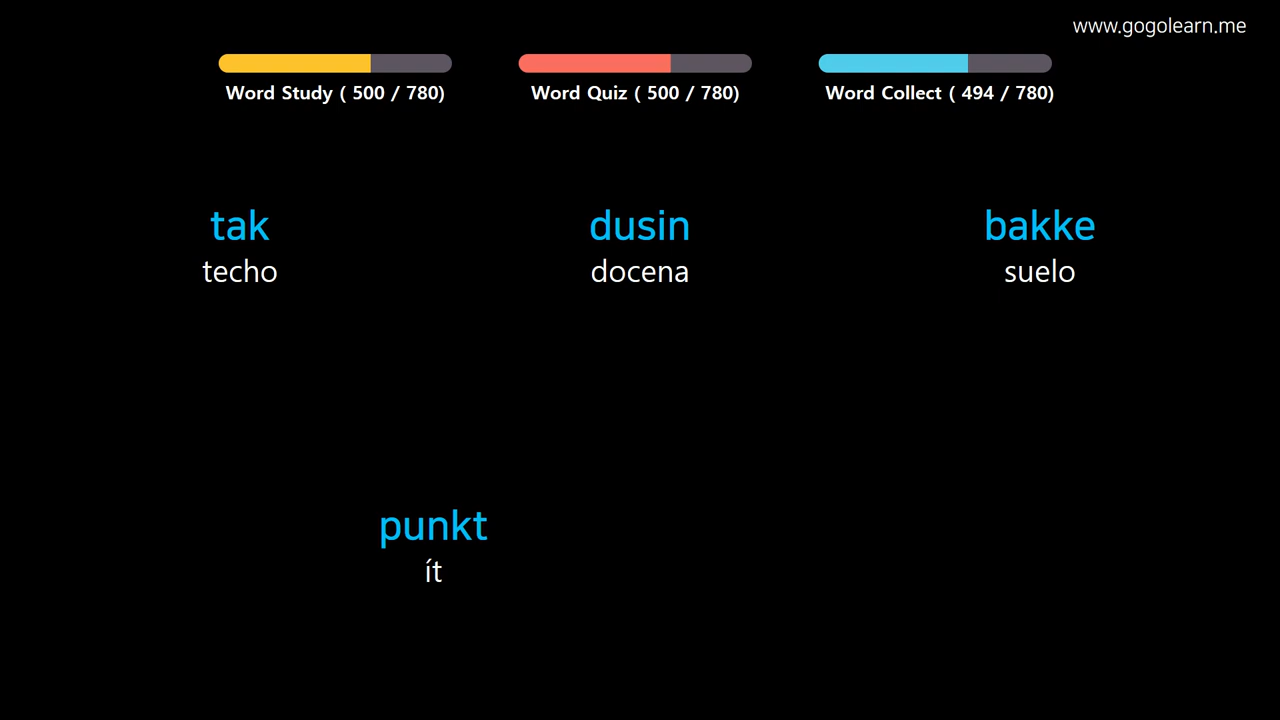 www.gogolearn.me
Word Study ( 500 / 780)
Word Quiz ( 500 / 780)
Word Collect ( 494 / 780)
tak
techo
dusin
docena
bakke
suelo
punkt
ít